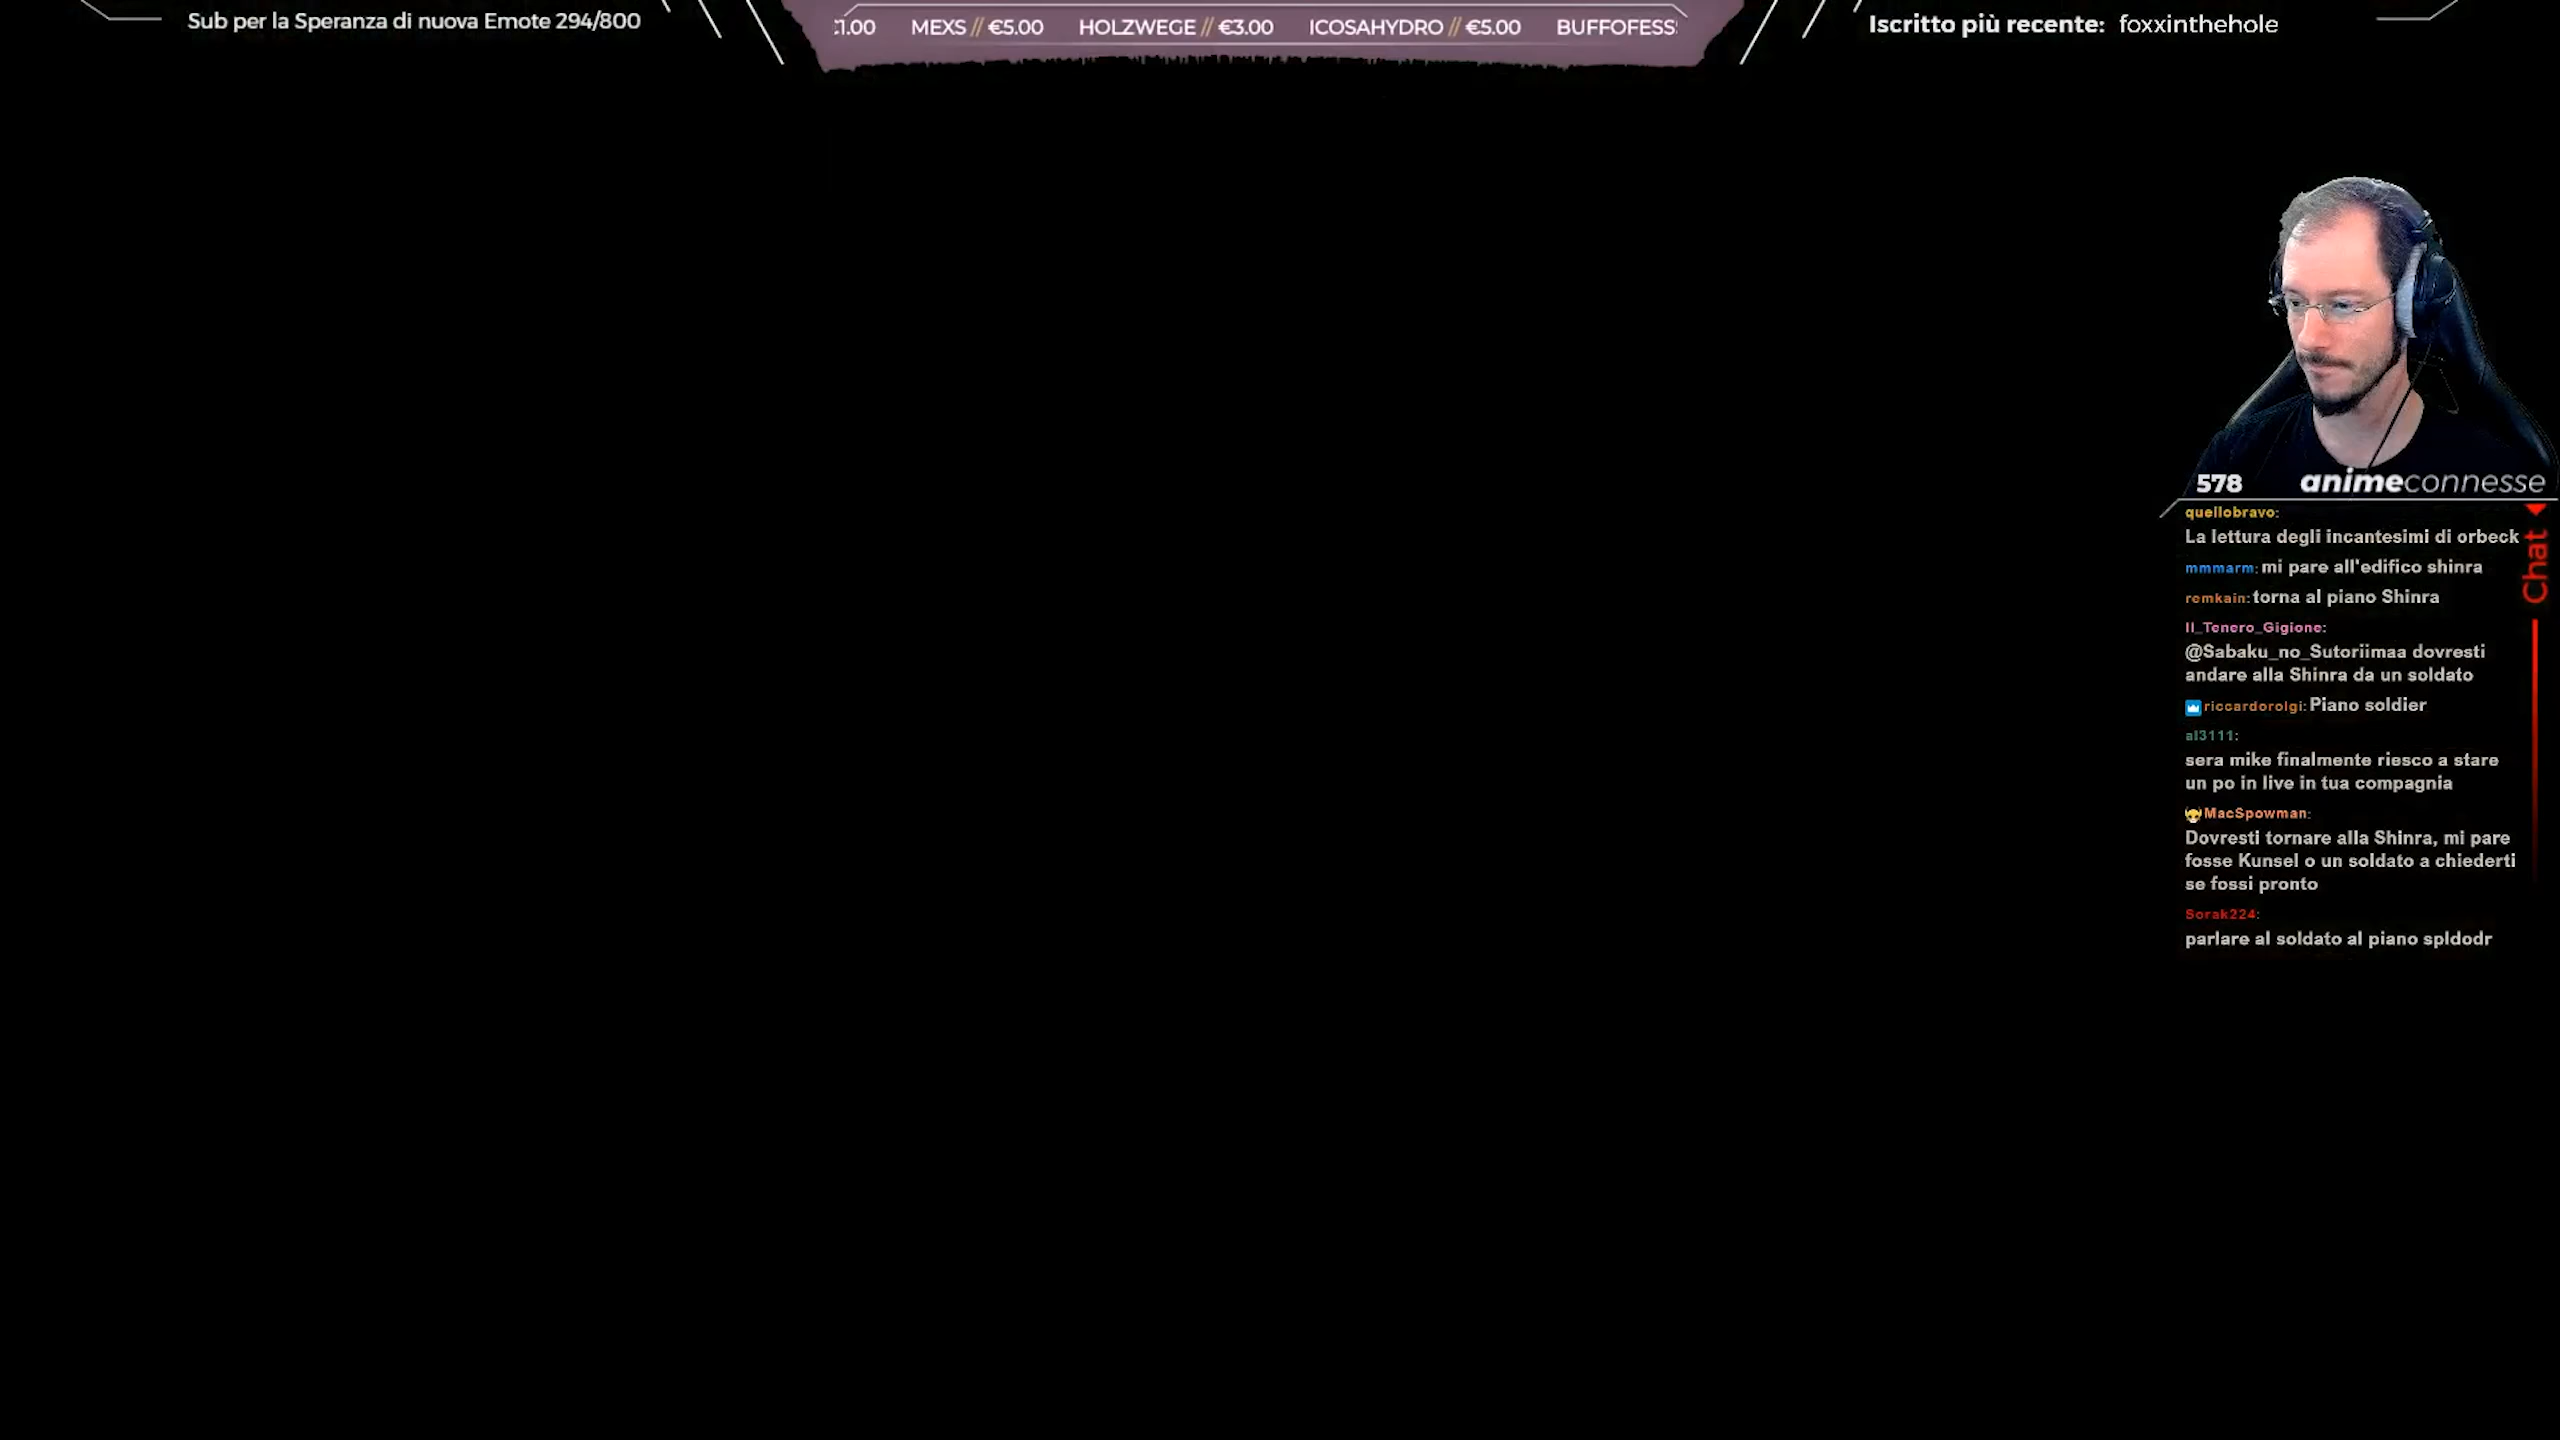 Sub per la Speranza di nuova Emote 294/800
1.00 MEXS // €5.00 HOLZWEGE // €3.00 ICOSAHYDRO // €5.00 BUFFOFESS
Iscritto più recente: foxxinthehole
578 animeconnesse
Chat
quellobravo:
La lettura degli incantesimi di orbeck
mmmarm: mi pare all'edifico shinra
remkain: torna al piano Shinra
Il_Tenero_Gigione:
@Sabaku_no_Sutoriimaa dovresti
andare alla Shinra da un soldato
riccardorolgi: Piano soldier
al3111:
sera mike finalmente riesco a stare
un po in live in tua compagnia
MacSpowman:
Dovresti tornare alla Shinra, mi pare
fosse Kunsel o un soldato a chiederti
se fossi pronto
Sorak224:
parlare al soldato al piano spldodr